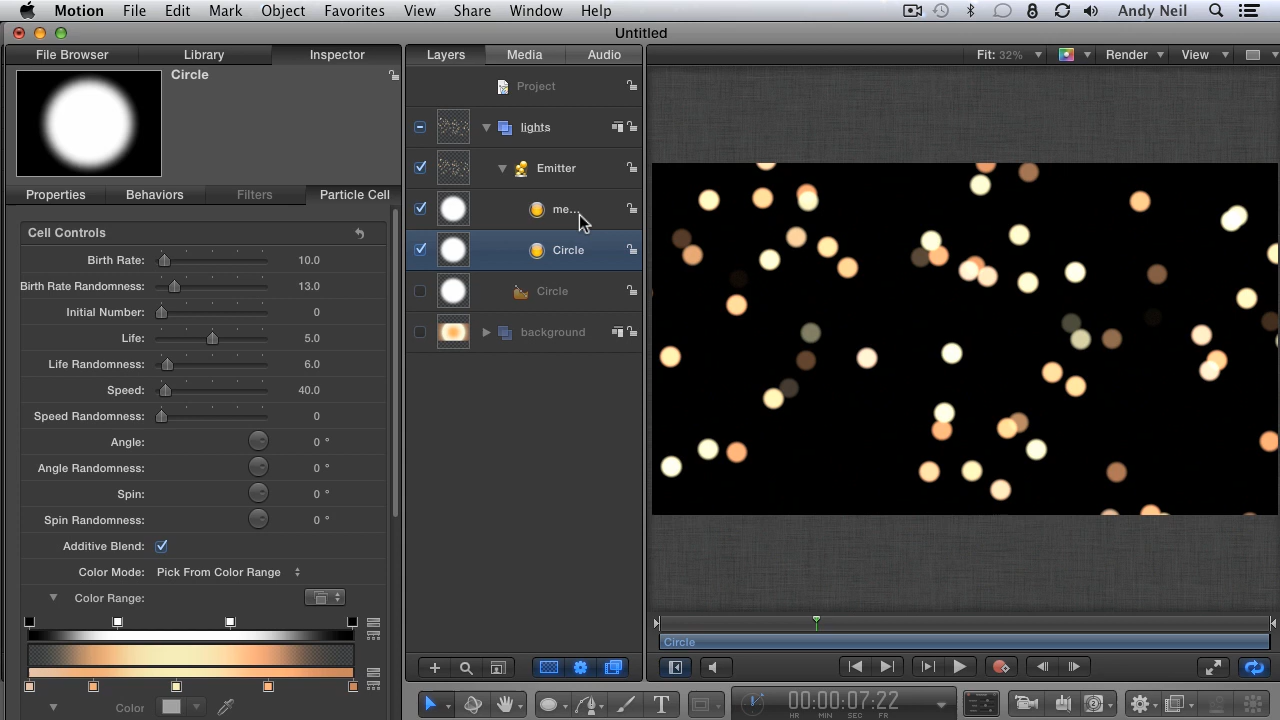 Motion File Edit Mark Object Favorites View Share Window Help Andy Neil
Untitled
File Browser Library Inspector Layers Media Audio Fit: 32% Render View
Circle
Project
lights
Emitter
me...
Circle
Circle
background
Properties Behaviors Filters Particle Cell
Cell Controls
Birth Rate: 10.0
Birth Rate Randomness: 13.0
Initial Number: 0
Life: 5.0
Life Randomness: 6.0
Speed: 40.0
Speed Randomness: 0
Angle: 0 °
Angle Randomness: 0 °
Spin: 0 °
Spin Randomness: 0 °
Additive Blend:
Color Mode: Pick From Color Range
Color Range:
Color
Circle
T 00:00:07:22
HR MIN SEC FR